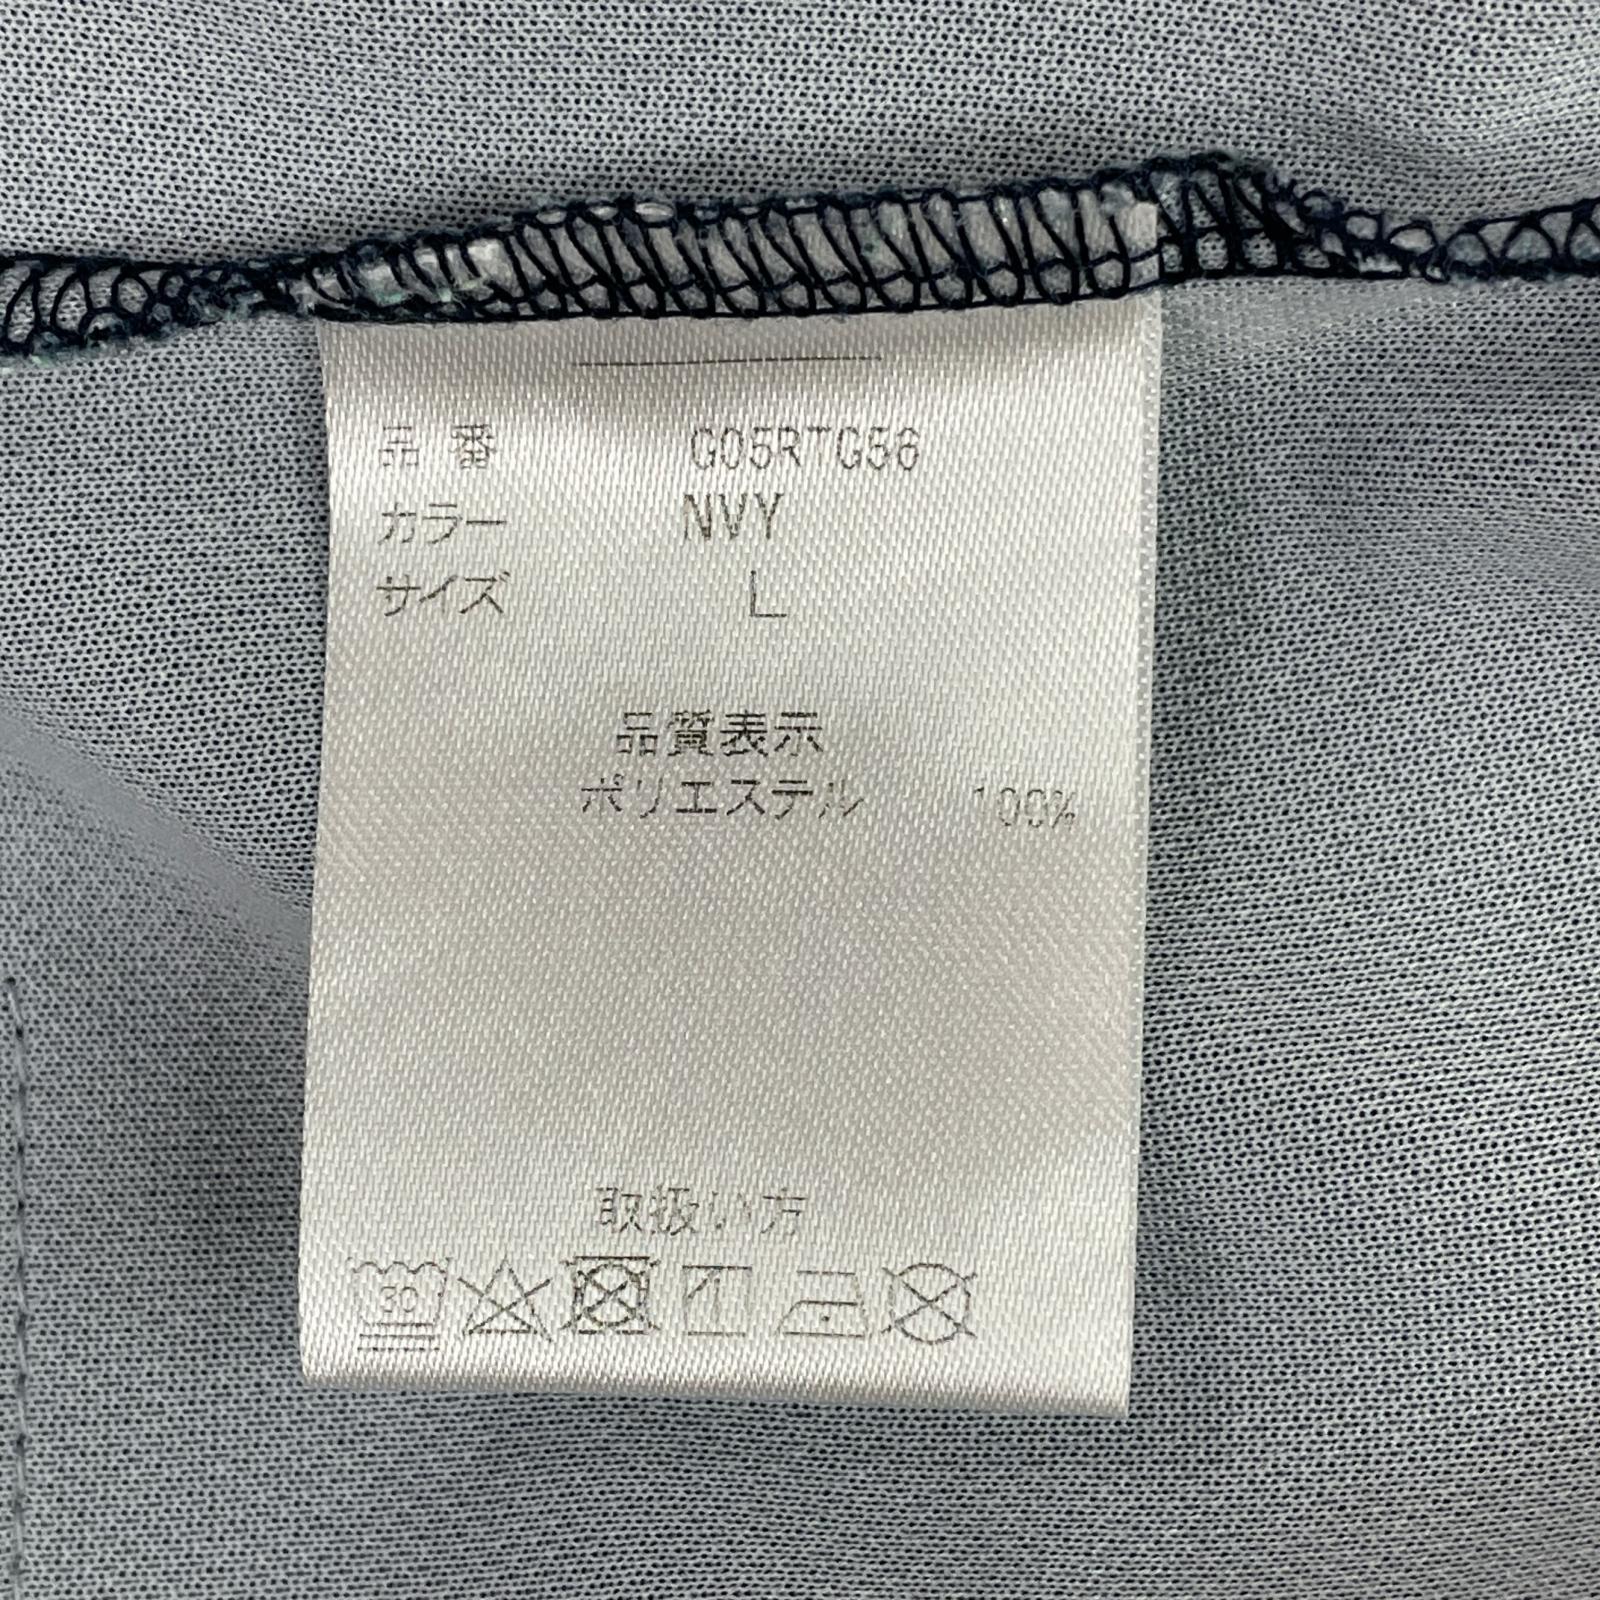 品番 G05RTG56
カラー NVY
サイズ L
品質表示
ポリエステル 100%
取扱い方
30